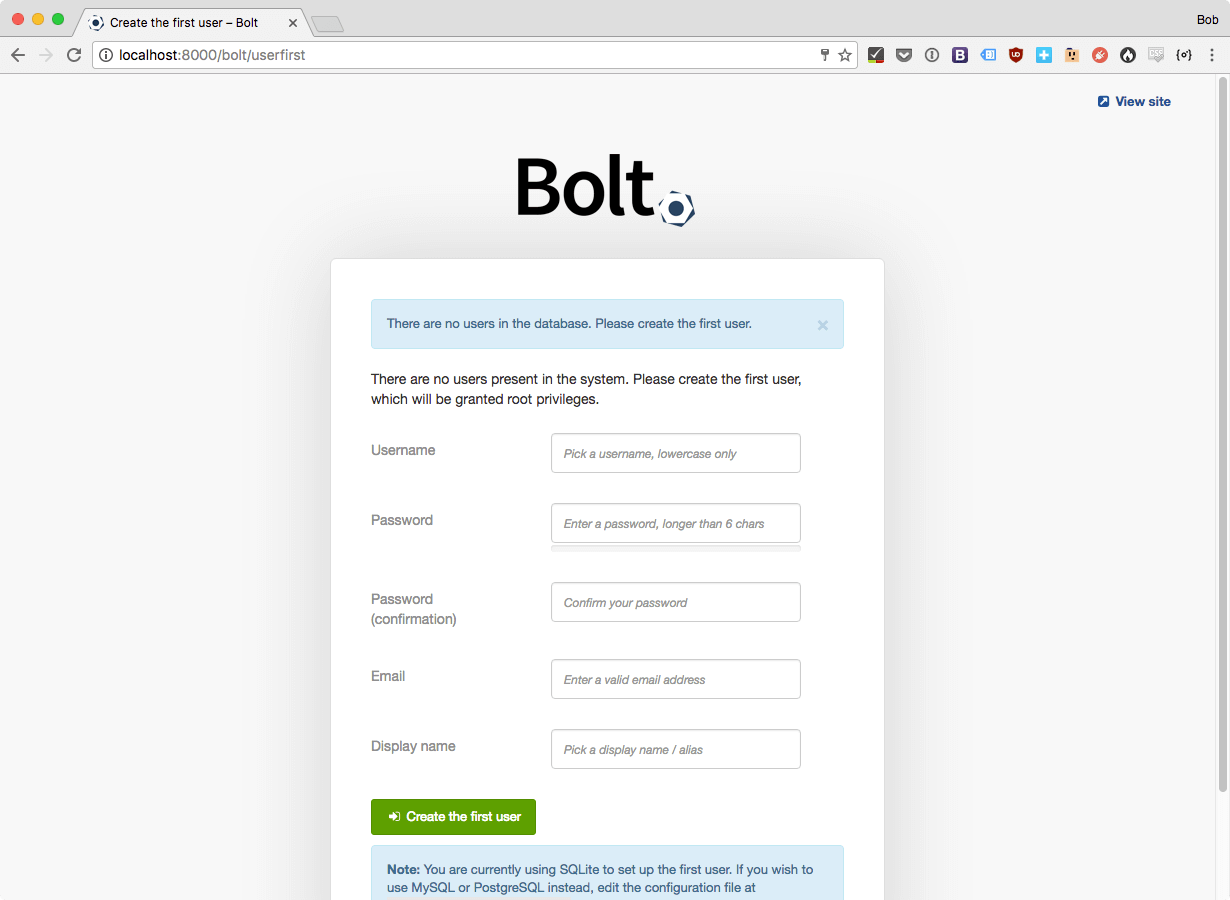 Create the first user – Bolt
Bob
localhost:8000/bolt/userfirst
View site
Bolt
There are no users in the database. Please create the first user.
There are no users present in the system. Please create the first user,
which will be granted root privileges.
Username
Pick a username, lowercase only
Password
Enter a password, longer than 6 chars
Password
(confirmation)
Confirm your password
Email
Enter a valid email address
Display name
Pick a display name / alias
Create the first user
Note: You are currently using SQLite to set up the first user. If you wish to
use MySQL or PostgreSQL instead, edit the configuration file at